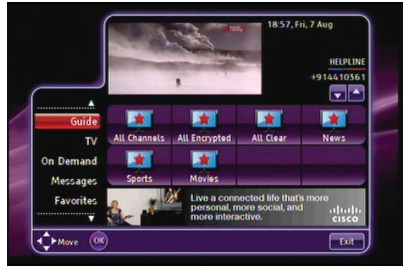 18:57, Fri, 7 Aug
HELPLINE
+914410361
Guide
TV
On Demand
Messages
Favorites
All Channels
All Encrypted
All Clear
News
Sports
Movies
Live a connected life that's more
personal, more social, and
more interactive.
CISCO
Move
OK
Exit